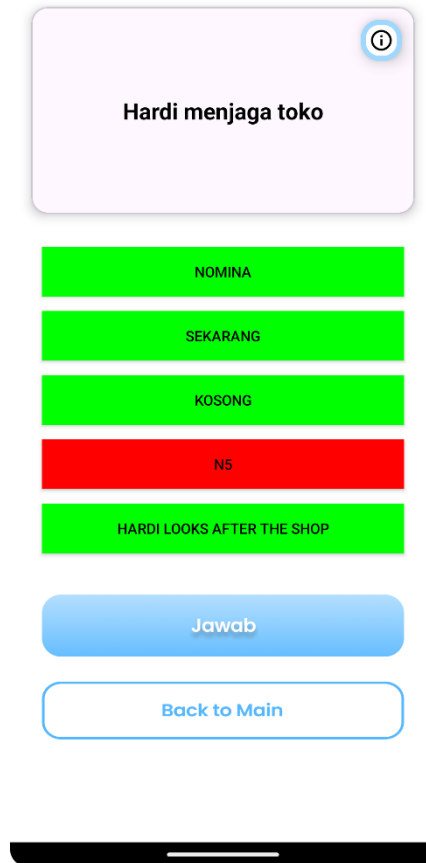 Hardi menjaga toko
NOMINA
SEKARANG
KOSONG
N5
HARDI LOOKS AFTER THE SHOP
Jawab
Back to Main